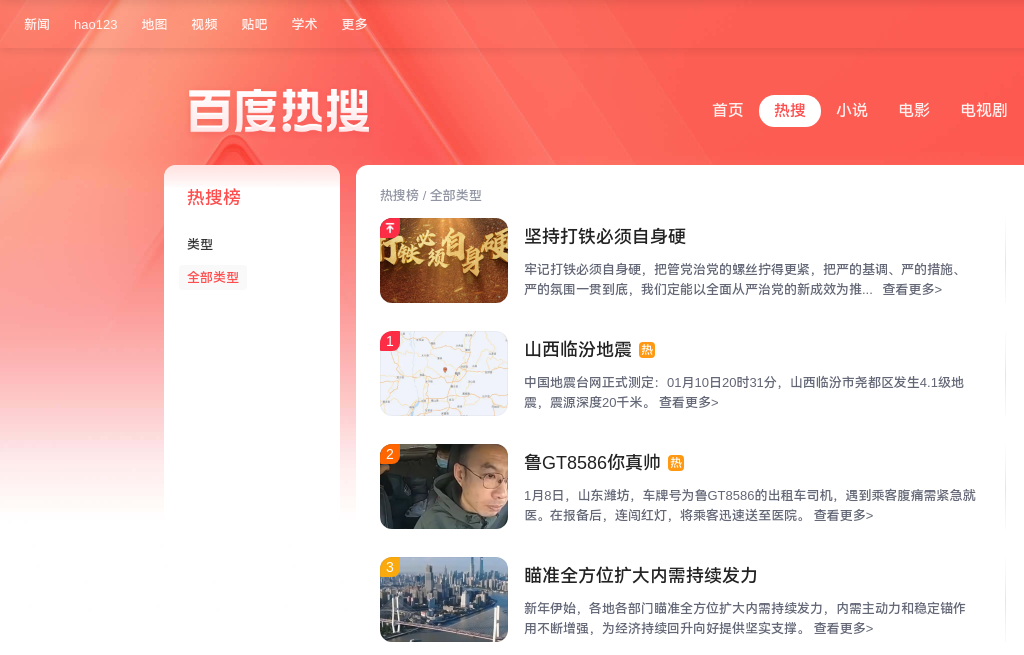 新闻 hao123 地图 视频 贴吧 学术 更多
百度热搜
首页 热搜 小说 电影 电视剧
热搜榜
类型
全部类型
热搜榜 / 全部类型
打铁必须自身硬
坚持打铁必须自身硬
牢记打铁必须自身硬，把管党治党的螺丝拧得更紧，把严的基调、严的措施、
严的氛围一贯到底，我们定能以全面从严治党的新成效为推... 查看更多>
1
山西临汾地震 热
中国地震台网正式测定：01月10日20时31分，山西临汾市尧都区发生4.1级地
震，震源深度20千米。 查看更多>
2
鲁GT8586你真帅 热
1月8日，山东潍坊，车牌号为鲁GT8586的出租车司机，遇到乘客腹痛需紧急就
医。在报备后，连闯红灯，将乘客迅速送至医院。 查看更多>
3
瞄准全方位扩大内需持续发力
新年伊始，各地各部门瞄准全方位扩大内需持续发力，内需主动力和稳定锚作
用不断增强，为经济持续回升向好提供坚实支撑。 查看更多>